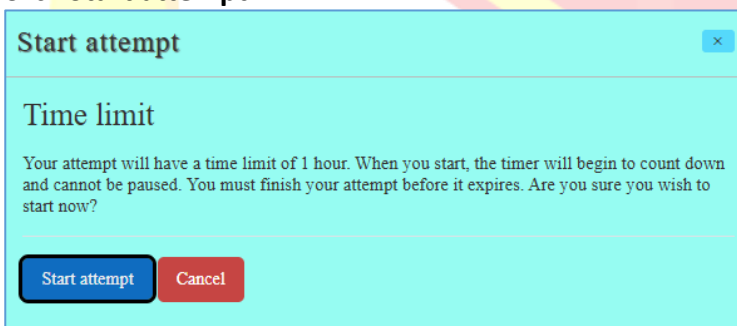 Start attempt
×
Time limit
Your attempt will have a time limit of 1 hour. When you start, the timer will begin to count down
and cannot be paused. You must finish your attempt before it expires. Are you sure you wish to
start now?
Start attempt
Cancel